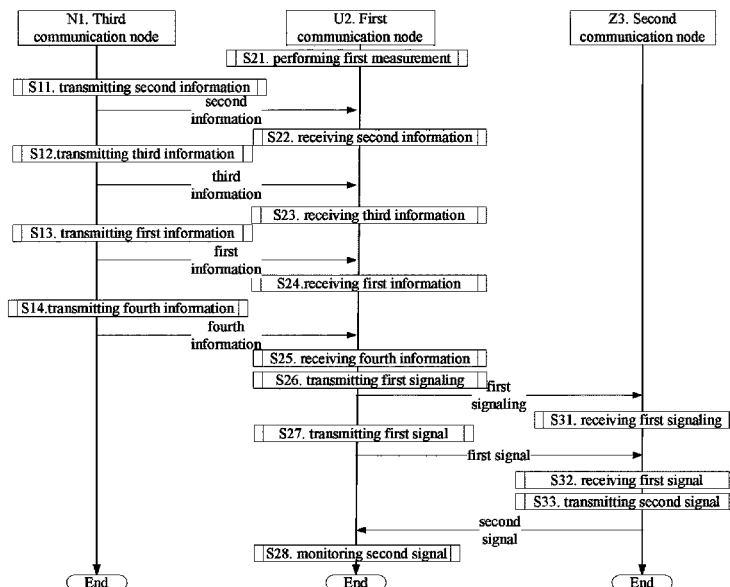 N1. Third
communication node
U2. First
communication node
Z3. Second
communication node
S21. performing first measurement
S11. transmitting second information
second
information
S22. receiving second information
S12.transmitting third information
third
information
S23. receiving third information
S13. transmitting first information
first
information
S24.receiving first information
S14.transmitting fourth information
fourth
information
S25. receiving fourth information
S26. transmitting first signaling
first
signaling
S31. receiving first signaling
S27. transmitting first signal
first signal
S32. receiving first signal
S33. transmitting second signal
second
signal
S28. monitoring second signal
End
End
End